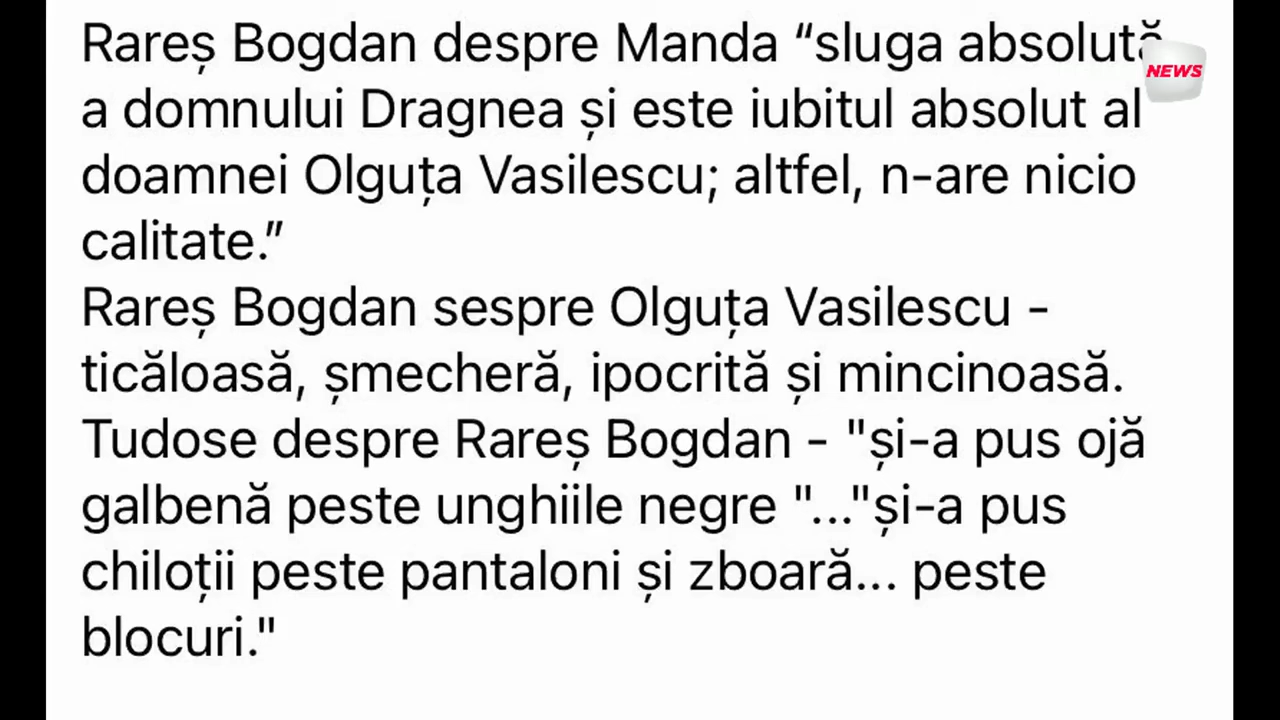 Rareș Bogdan despre Manda “sluga absolută
NEWS
a domnului Dragnea și este iubitul absolut al
doamnei Olguța Vasilescu; altfel, n-are nicio
calitate.”
Rareș Bogdan sespre Olguța Vasilescu -
ticăloasă, șmecheră, ipocrită și mincinoasă.
Tudose despre Rareș Bogdan - "și-a pus ojă
galbenă peste unghiile negre "..."și-a pus
chiloții peste pantaloni și zboară... peste
blocuri."